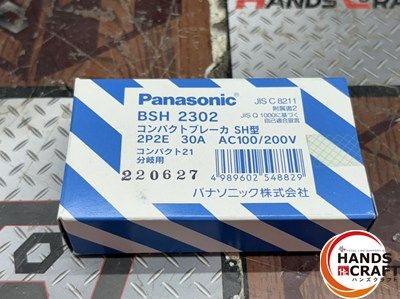 HANDS CRAFT
Panasonic
JIS C 8211
附属書2
JIS Q 1000に基づく
自己適合宣言
BSH 2302
コンパクトブレーカ SH型
2P2E 30A AC100/200V
コンパクト21
分岐用
220627
4 989602 548829
パナソニック株式会社
HANDS
CRAFT
ハンズクラフト